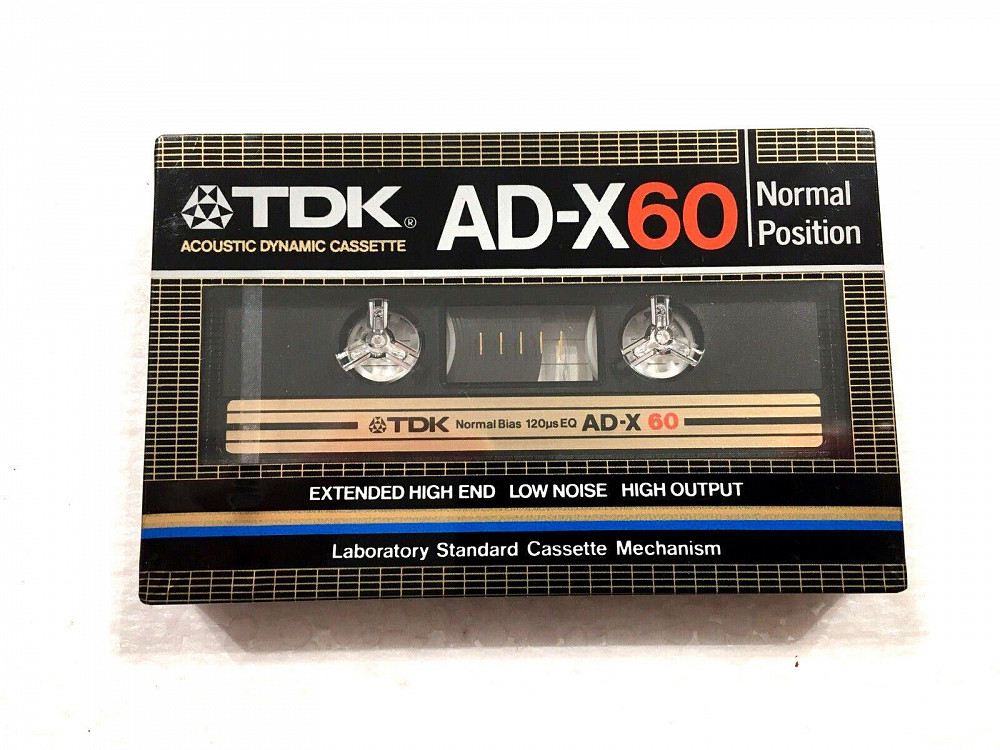 TDK® AD-X60 Normal
ACOUSTIC DYNAMIC CASSETTE Position
TDK Normal Bias 120µs EQ AD-X 60
EXTENDED HIGH END LOW NOISE HIGH OUTPUT
Laboratory Standard Cassette Mechanism